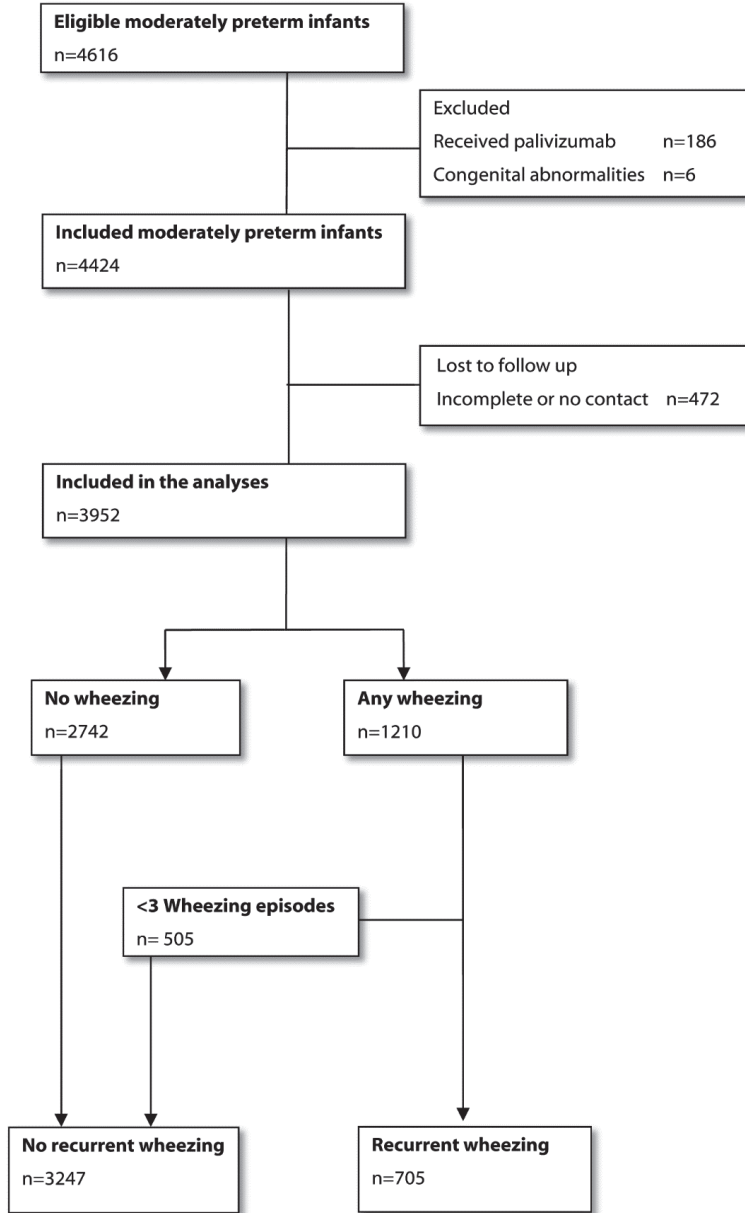 Eligible moderately preterm infants
n=4616
Excluded
Received palivizumab n=186
Congenital abnormalities n=6
Included moderately preterm infants
n=4424
Lost to follow up
Incomplete or no contact n=472
Included in the analyses
n=3952
No wheezing
n=2742
Any wheezing
n=1210
<3 Wheezing episodes
n= 505
No recurrent wheezing
n=3247
Recurrent wheezing
n=705